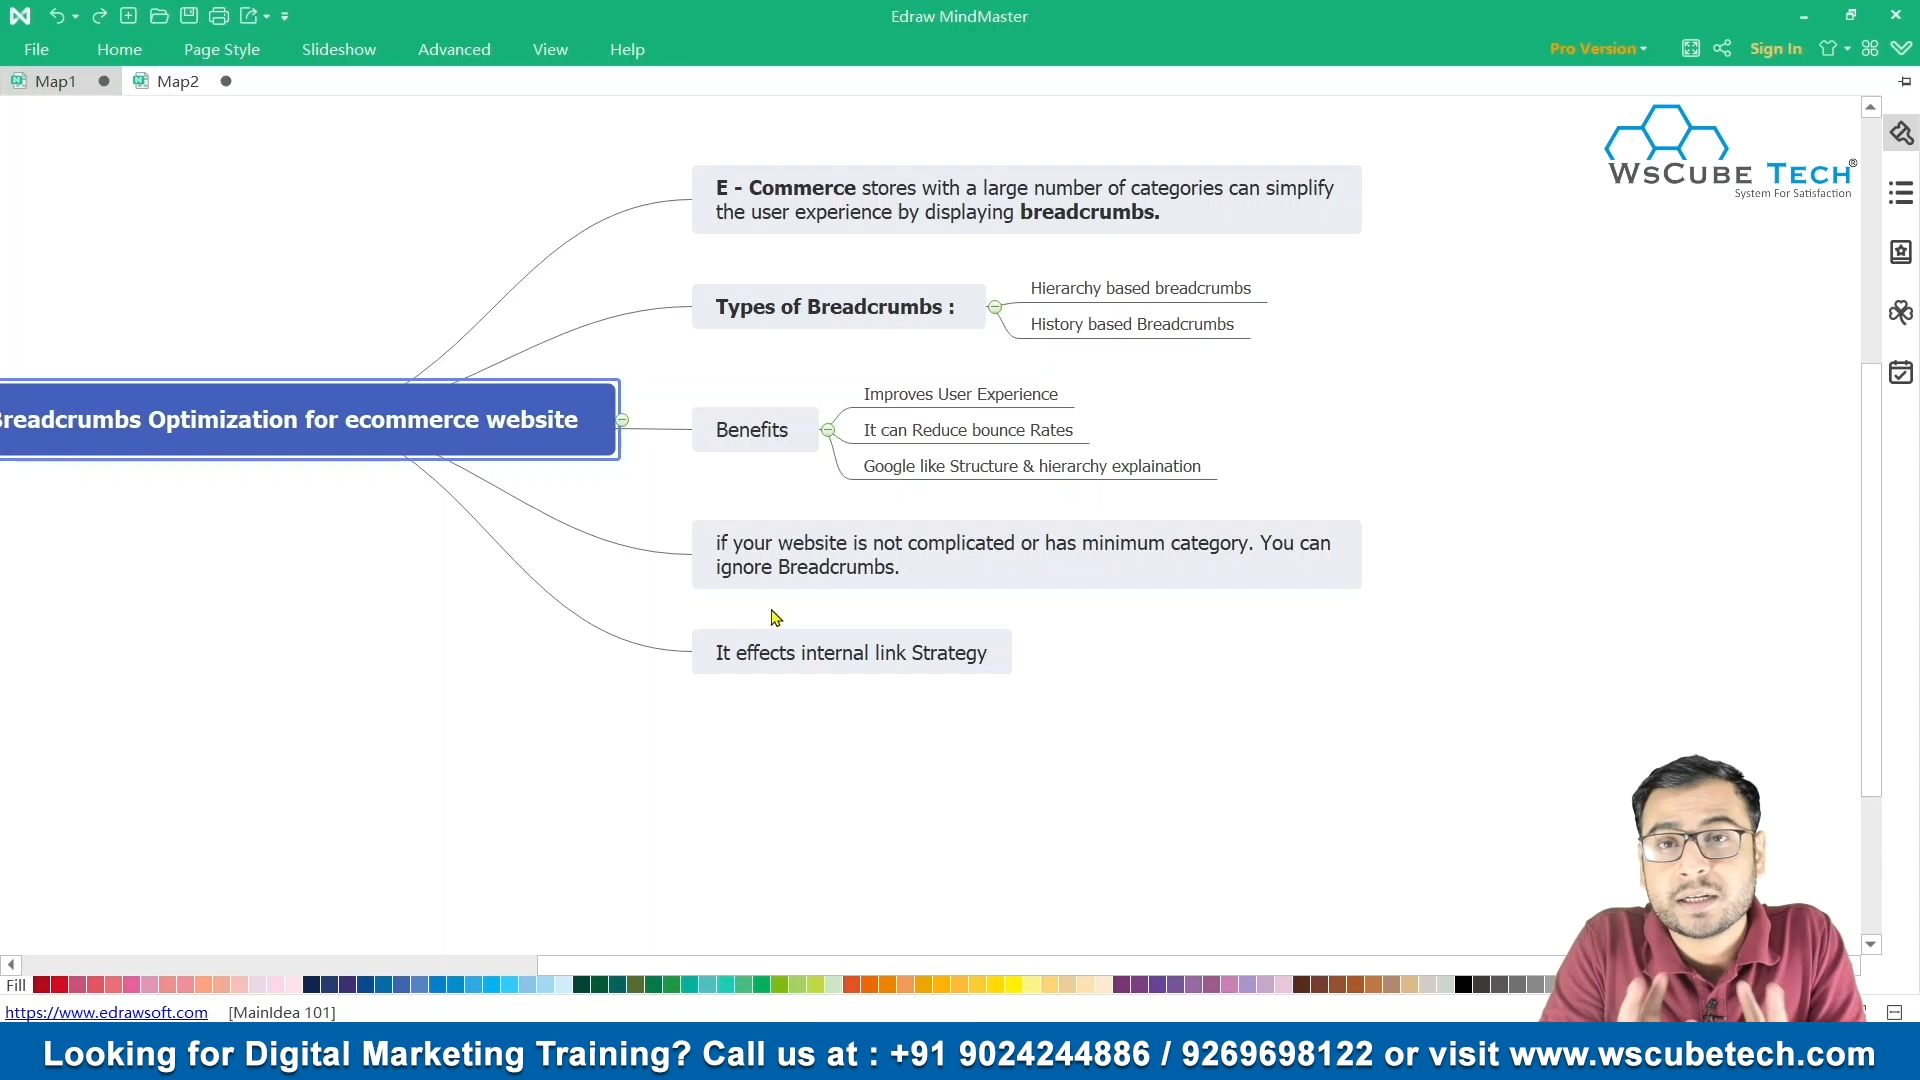 Edraw MindMaster
File Home Page Style Slideshow Advanced View Help Pro Version Sign In
Map1 Map2
WsCube Tech®
System For Satisfaction
E - Commerce stores with a large number of categories can simplify
the user experience by displaying breadcrumbs.
Types of Breadcrumbs :
Hierarchy based breadcrumbs
History based Breadcrumbs
Breadcrumbs Optimization for ecommerce website
Benefits
Improves User Experience
It can Reduce bounce Rates
Google like Structure & hierarchy explaination
if your website is not complicated or has minimum category. You can
ignore Breadcrumbs.
It effects internal link Strategy
Fill
https://www.edrawsoft.com [MainIdea 101]
Looking for Digital Marketing Training? Call us at : +91 9024244886 / 9269698122 or visit www.wscubetech.com